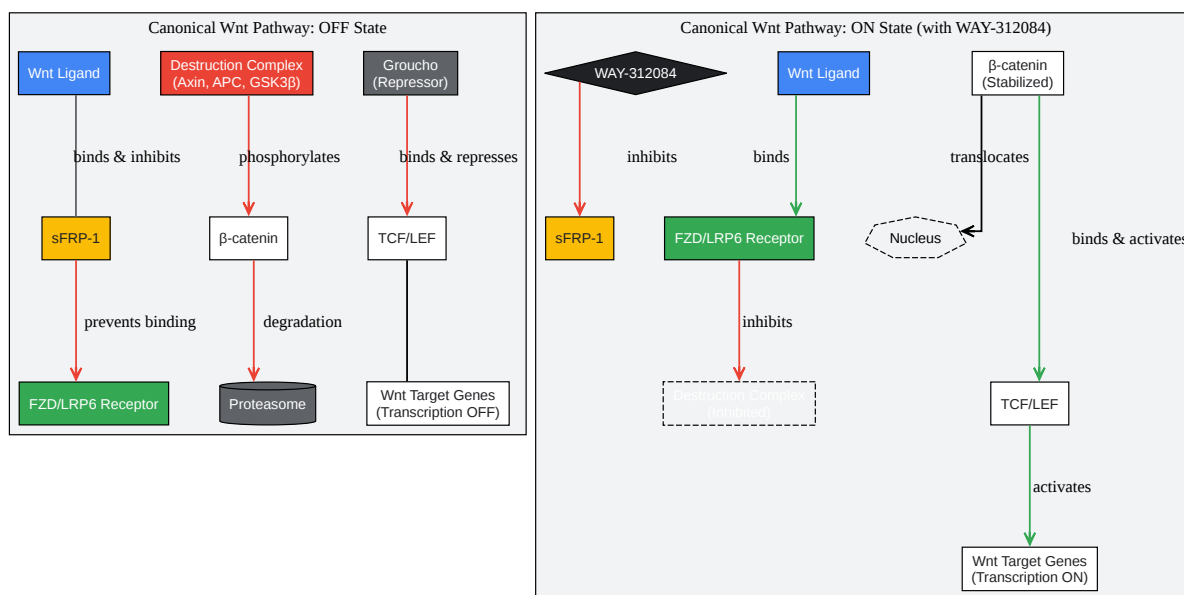 Canonical Wnt Pathway: OFF State
Wnt Ligand
Destruction Complex
(Axin, APC, GSK3β)
Groucho
(Repressor)
binds & inhibits
phosphorylates
binds & represses
sFRP-1
β-catenin
TCF/LEF
prevents binding
degradation
FZD/LRP6 Receptor
Proteasome
Wnt Target Genes
(Transcription OFF)
Canonical Wnt Pathway: ON State (with WAY-312084)
WAY-312084
Wnt Ligand
β-catenin
(Stabilized)
inhibits
binds
translocates
sFRP-1
FZD/LRP6 Receptor
Nucleus
binds & activates
inhibits
Destruction Complex
(Inhibited)
TCF/LEF
activates
Wnt Target Genes
(Transcription ON)